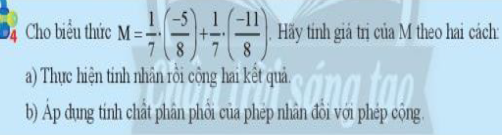 4 Cho biểu thức M = \frac{1}{7} \cdot \left(\frac{-5}{8}\right) + \frac{1}{7} \cdot \left(\frac{-11}{8}\right). Hãy tính giá trị của M theo hai cách:
a) Thực hiện tính nhân rồi cộng hai kết quả.
b) Áp dụng tính chất phân phối của phép nhân đối với phép cộng.